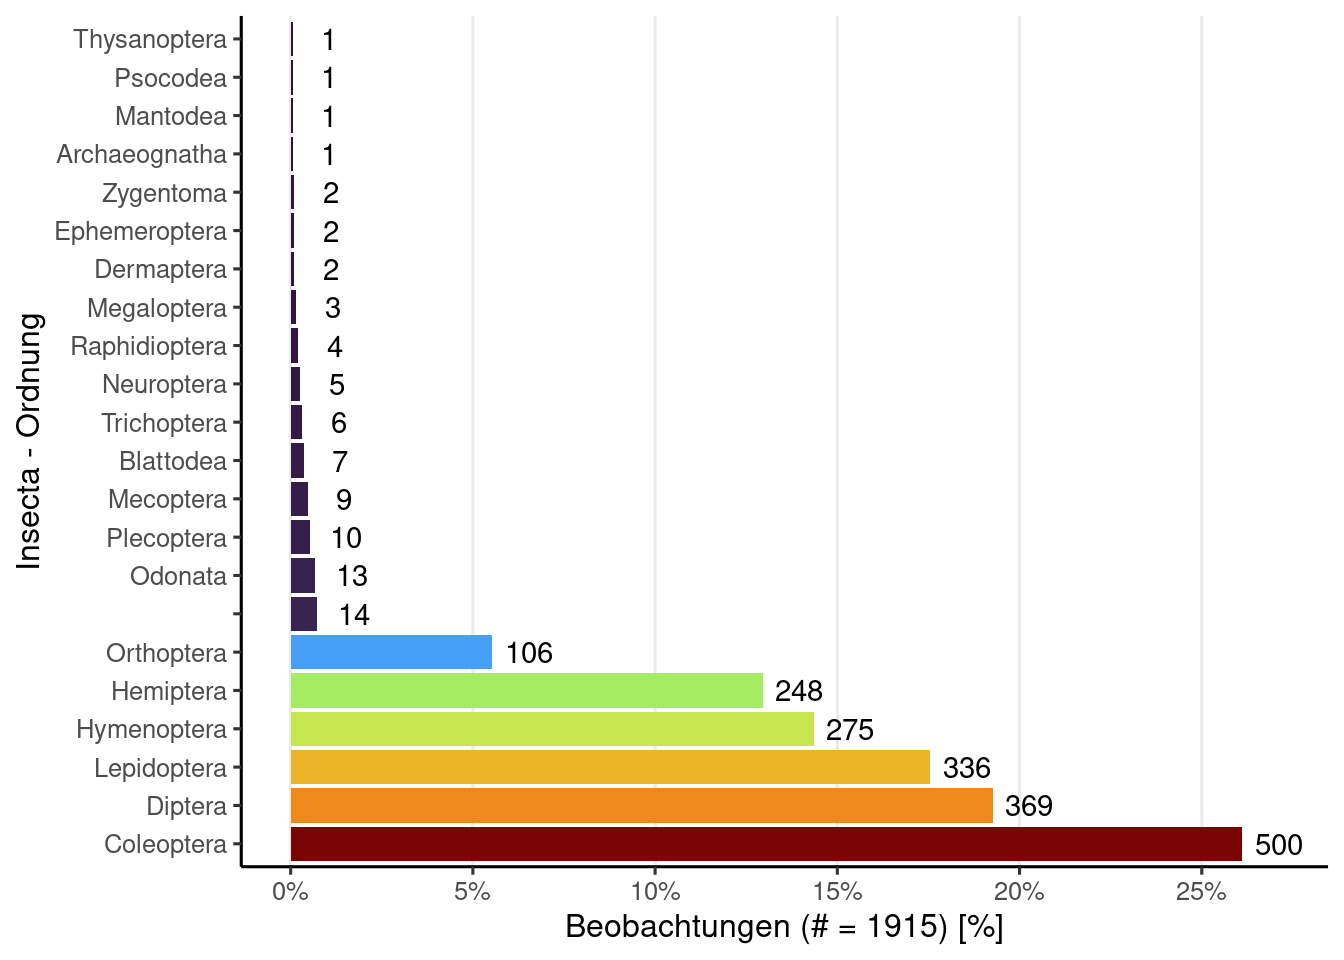 Insecta - Ordnung
Thysanoptera 1
Psocodea 1
Mantodea 1
Archaeognatha 1
Zygentoma 2
Ephemeroptera 2
Dermaptera 2
Megaloptera 3
Raphidioptera 4
Neuroptera 5
Trichoptera 6
Blattodea 7
Mecoptera 9
Plecoptera 10
Odonata 13
14
Orthoptera 106
Hemiptera 248
Hymenoptera 275
Lepidoptera 336
Diptera 369
Coleoptera 500
0% 5% 10% 15% 20% 25%
Beobachtungen (# = 1915) [%]